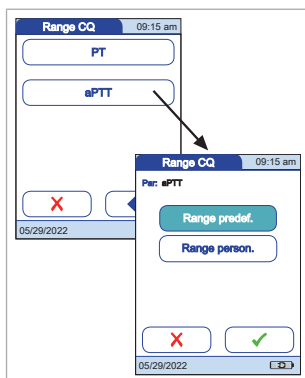 Range CQ 09:15 am
PT
aPTT
05/29/2022
Range CQ 09:15 am
Par: aPTT
Range predef.
Range person.
05/29/2022